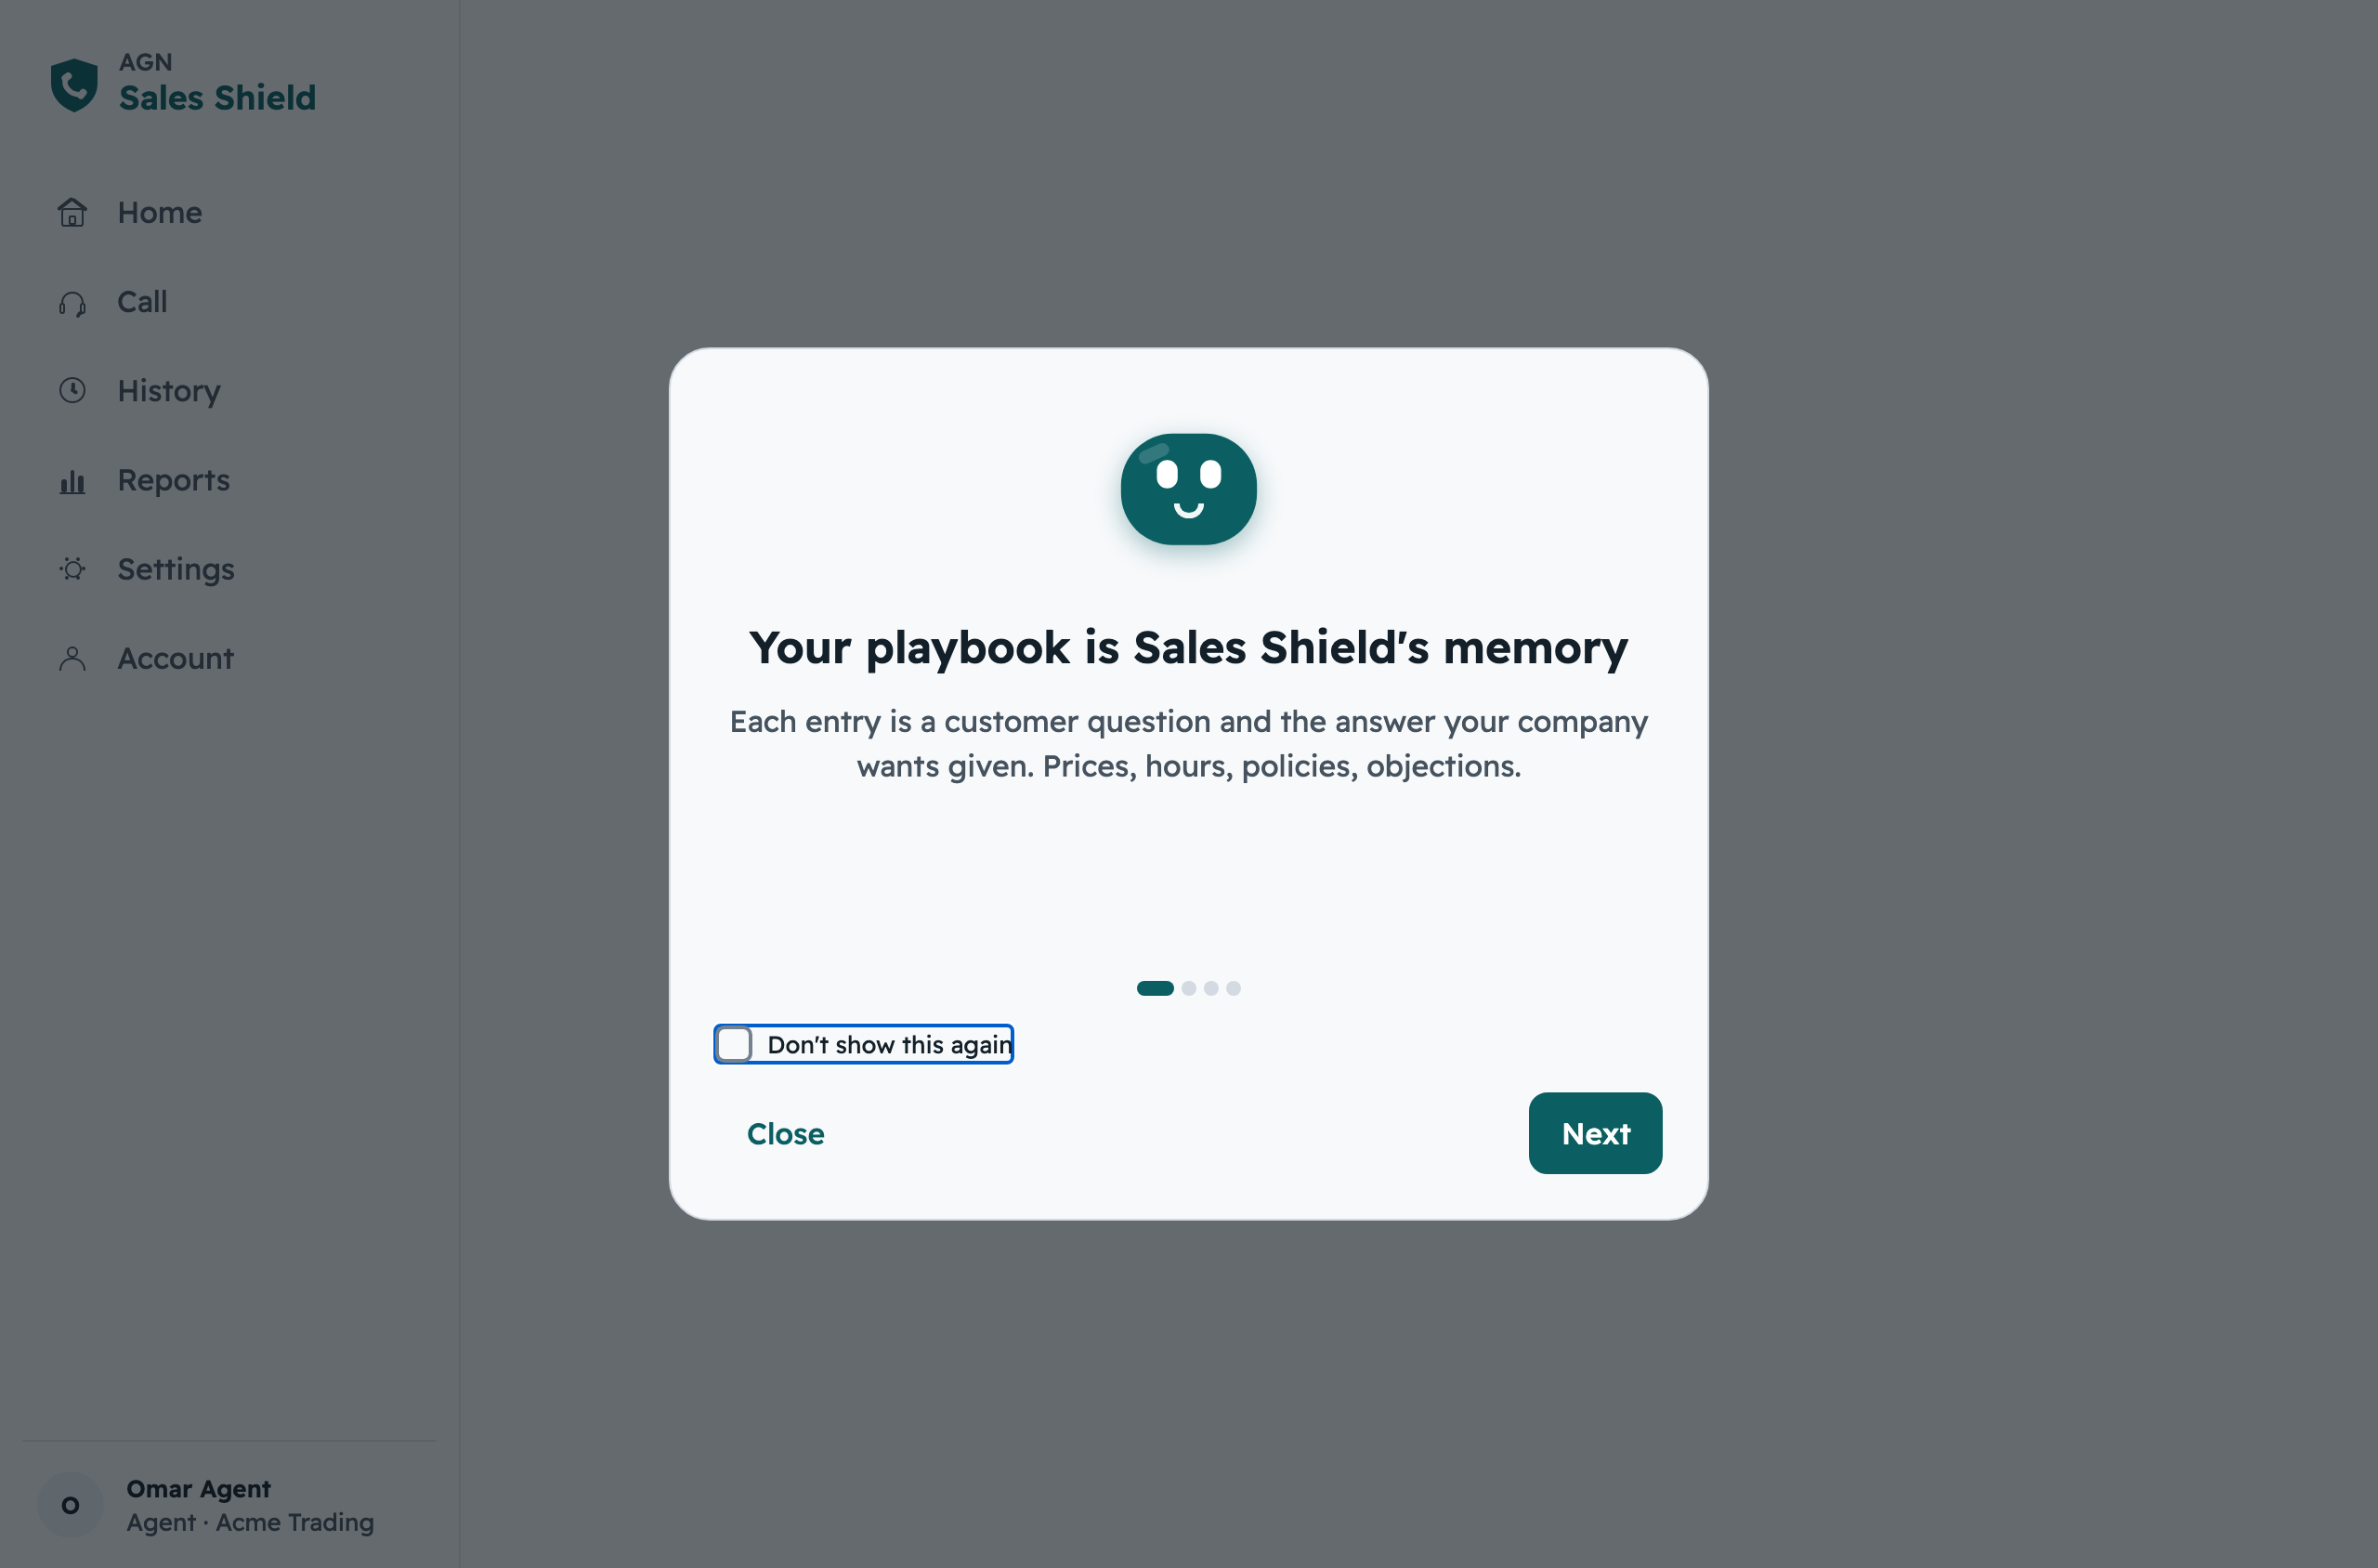 AGN
Sales Shield
Home
Call
History
Reports
Settings
Account
Your playbook is Sales Shield's memory
Each entry is a customer question and the answer your company
wants given. Prices, hours, policies, objections.
Don't show this again
Close
Next
O
Omar Agent
Agent · Acme Trading